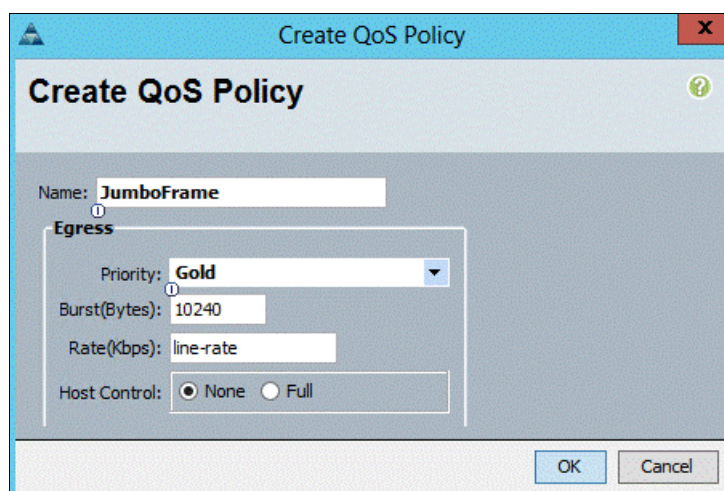 Create QoS Policy
x
Create QoS Policy
?
Name: JumboFrame
Egress
Priority: Gold
Burst(Bytes): 10240
Rate(Kbps): line-rate
Host Control: None Full
OK Cancel